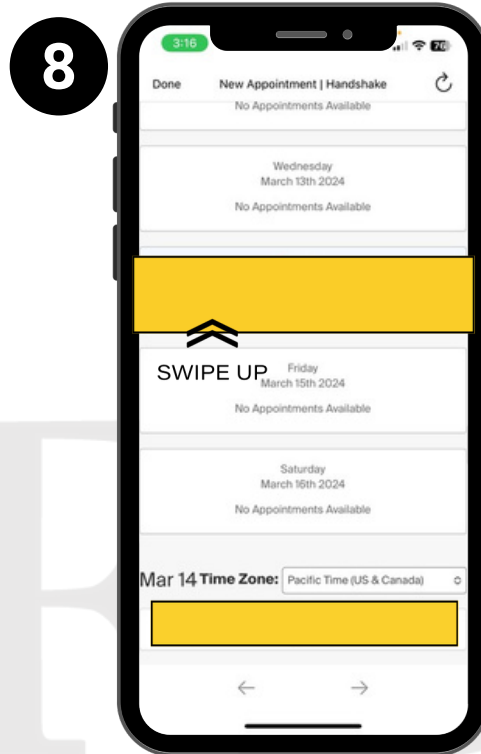 8
3:16
76
Done New Appointment | Handshake
No Appointments Available
Wednesday
March 13th 2024
No Appointments Available
SWIPE UP
Friday
March 15th 2024
No Appointments Available
Saturday
March 16th 2024
No Appointments Available
Mar 14 Time Zone: Pacific Time (US & Canada)